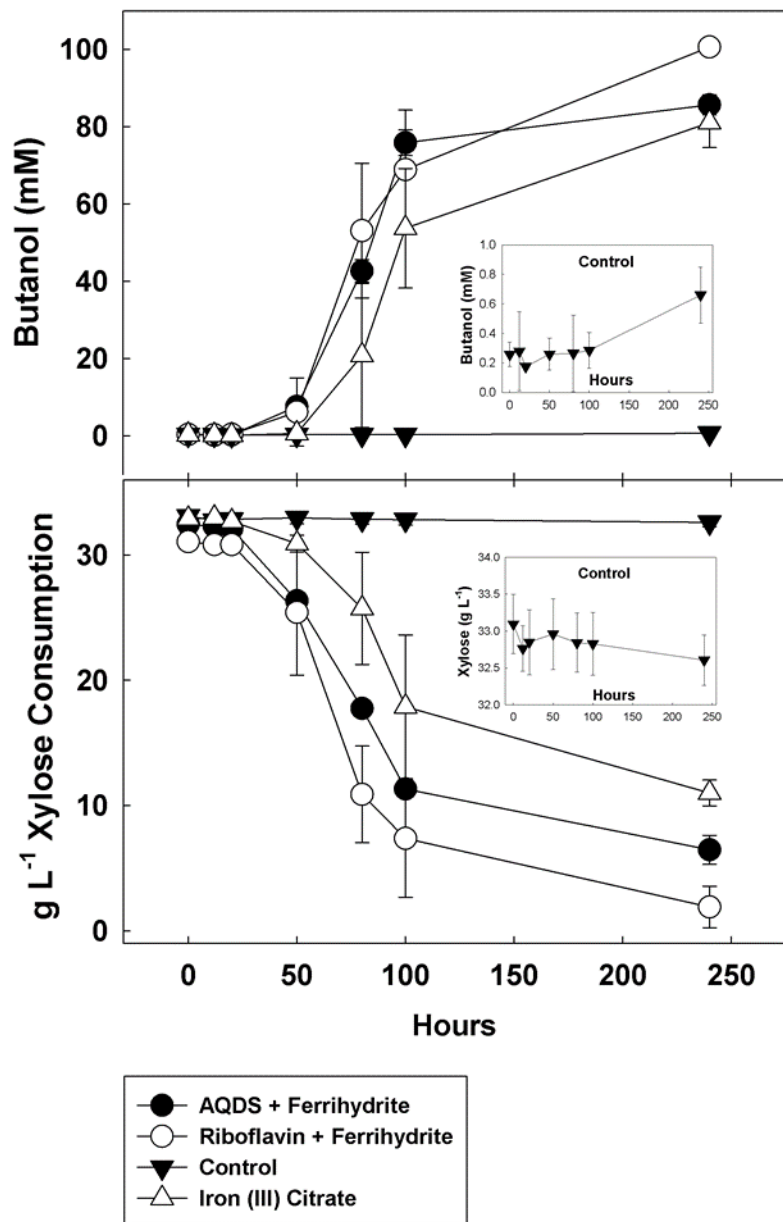 Butanol (mM)
100
80
60
40
20
0
Control
Butanol (mM)
1.0
0.8
0.6
0.4
0.2
0.0
Hours
0 50 100 150 200 250
g L-1 Xylose Consumption
30
20
10
0
Control
Xylose (g L-1)
34.0
33.5
33.0
32.5
32.0
Hours
0 50 100 150 200 250
0 50 100 150 200 250
Hours
AQDS + Ferrihydrite
Riboflavin + Ferrihydrite
Control
Iron (III) Citrate